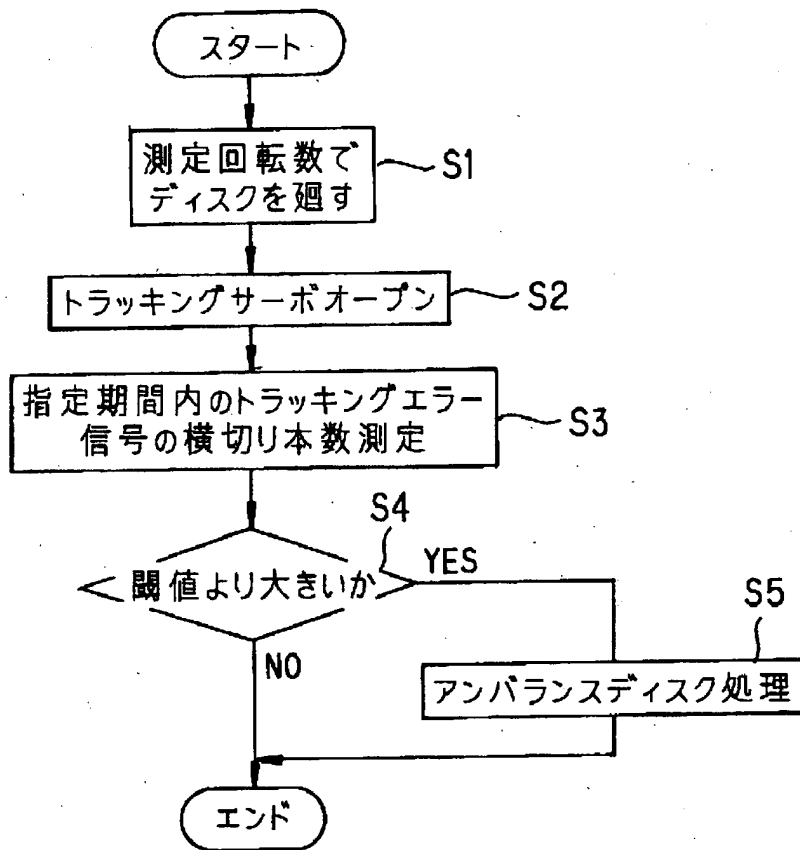 スタート
測定回転数で
ディスクを廻す
S1
トラッキングサーボオープン
S2
指定期間内のトラッキングエラー
信号の横切り本数測定
S3
S4
閾値より大きいか
YES
NO
S5
アンバランスディスク処理
エンド